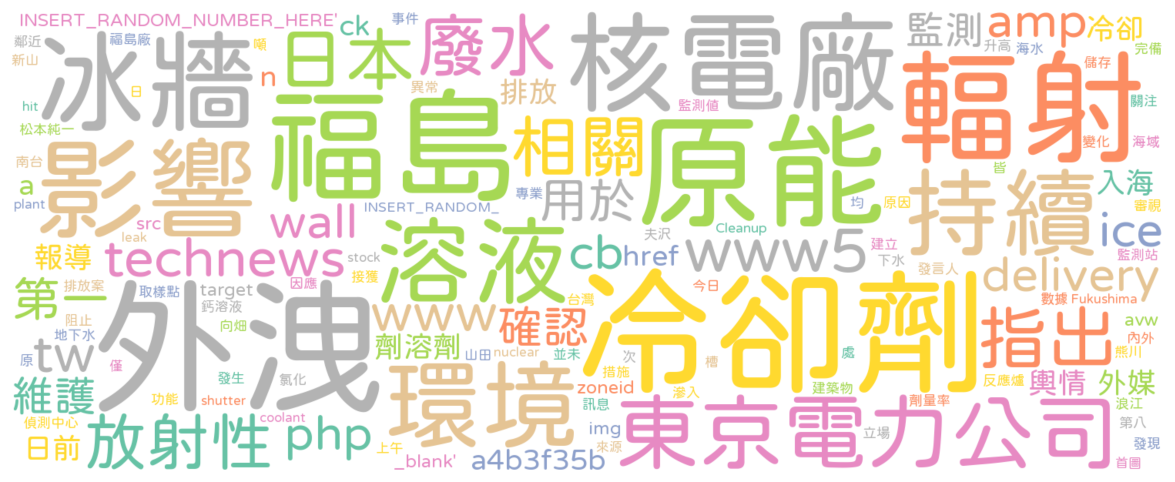 INSERT_RANDOM_NUMBER_HERE'
ck
事件
廢水
核電廠
監測
amp
冷卻
鄰近
福島廠
噸
日本
升高
海水
完備
新山
冰牆
n
日
異常
排放
輻射
儲存
hit
監測值
關注
松本純一
福島
相關
原能
變化
海域
影響
皆
南台
專業
用於
持續
入海
a
plant
INSERT_RANDOM_
均
原因
審視
src
wall
溶液
Cleanup
ice
leak
夫沢
www5
建立
報導
technews
stock
cb
href
下水
監測站
因應
接獲
發言人
delivery
第一
排放案
取樣點
target
外洩
www
台灣
冷卻劑
今日
數據
Fukushima
鈣溶液
阻止
向畑
確認
指出
avw
地下水
劑溶劑
內外
tw
原
山田
並未
次
處
熊川
nuclear
槽
僅
發生
氯化
環境
措施
反應爐
輿情
外媒
維護
zoneid
滲入
建築物
功能
shutter
訊息
劑量率
浪江
偵測中心
coolant
東京電力公司
放射性
php
img
立場
第八
日前
上午
來源
發現
_blank'
a4b3f35b
首圖